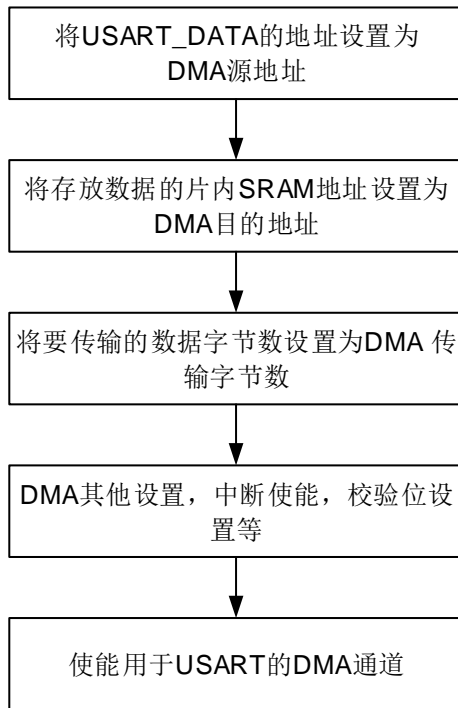 将USART_DATA的地址设置为
DMA源地址
将存放数据的片内SRAM地址设置为
DMA目的地址
将要传输的数据字节数设置为DMA 传
输字节数
DMA其他设置，中断使能，校验位设
置等
使能用于USART的DMA通道